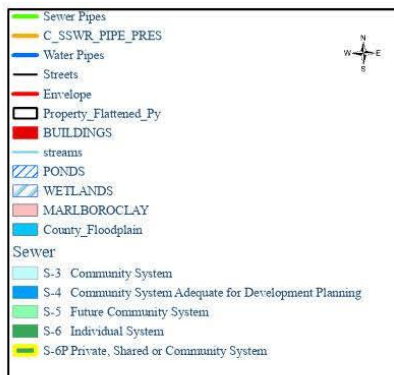 Sewer Pipes
C_SSWR_PIPE_PRES
Water Pipes
Streets
Envelope
Property_Flattened_Py
BUILDINGS
streams
PONDS
WETLANDS
MARLBOROCLAY
County_Floodplain
Sewer
S-3 Community System
S-4 Community System Adequate for Development Planning
S-5 Future Community System
S-6 Individual System
S-6P Private, Shared or Community System
N
W E
S